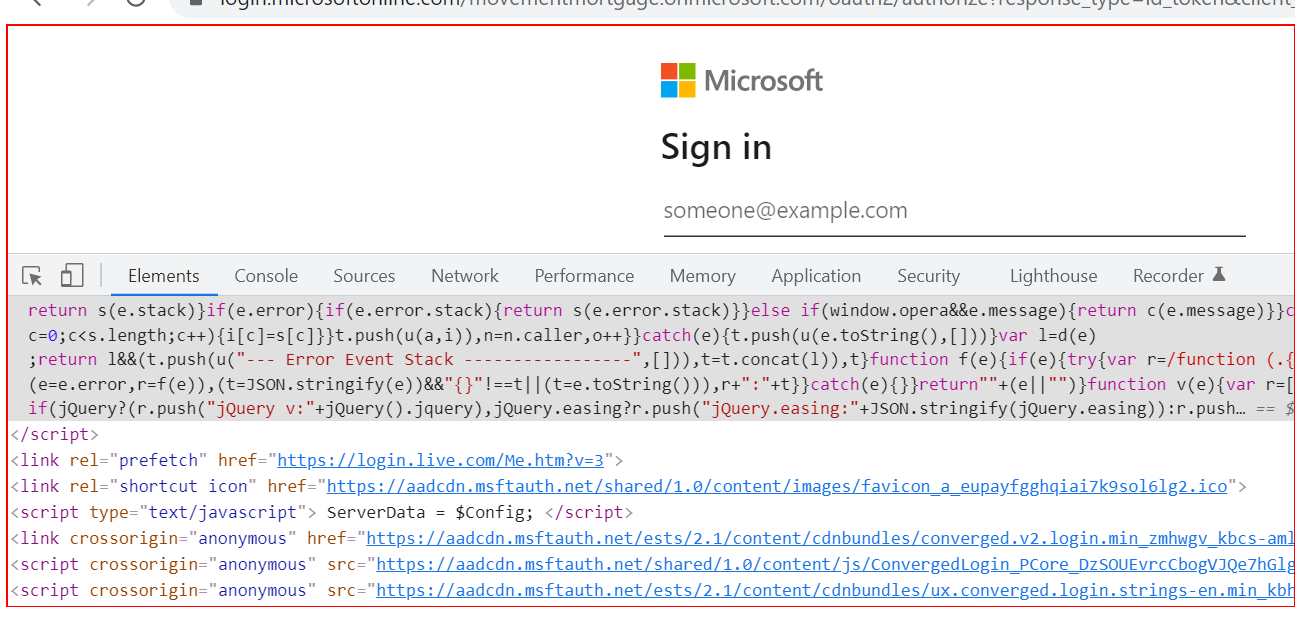 login.microsoftonline.com/movementmortgage.onmicrosoft.com/oauth2/authorize?response_type=id_token&client_
Microsoft
Sign in
someone@example.com
Elements Console Sources Network Performance Memory Application Security Lighthouse Recorder
return s(e.stack)}if(e.error){if(e.error.stack){return s(e.error.stack)}}else if(window.opera&&e.message){return c(e.message)}}c
c=0;c<s.length;c++){i[c]=s[c]}}t.push(u(a,i)),n=n.caller,o++}}catch(e){t.push(u(e.toString(),[]))}var l=d(e)
;return l&&(t.push(u("--- Error Event Stack -----------------",[])),t=t.concat(l)),t}function f(e){if(e){try{var r=/function (.{
(e=e.error,r=f(e)),(t=JSON.stringify(e))&&"{}"!==t||(t=e.toString())),r+":"+t}}catch(e){}}return""+(e||"")}function v(e){var r=[
if(jQuery?(r.push("jQuery v:"+jQuery().jquery),jQuery.easing?r.push("jQuery.easing:"+JSON.stringify(jQuery.easing)):r.push… == $
</script>
<link rel="prefetch" href="https://login.live.com/Me.htm?v=3">
<link rel="shortcut icon" href="https://aadcdn.msftauth.net/shared/1.0/content/images/favicon_a_eupayfgghqiai7k9sol6lg2.ico">
<script type="text/javascript"> ServerData = $Config; </script>
<link crossorigin="anonymous" href="https://aadcdn.msftauth.net/ests/2.1/content/cdnbundles/converged.v2.login.min_zmhwgv_kbcs-aml
<script crossorigin="anonymous" src="https://aadcdn.msftauth.net/shared/1.0/content/js/ConvergedLogin_PCore_DzSOUEvrcCbogVJQe7hGlg
<script crossorigin="anonymous" src="https://aadcdn.msftauth.net/ests/2.1/content/cdnbundles/ux.converged.login.strings-en.min_kbh